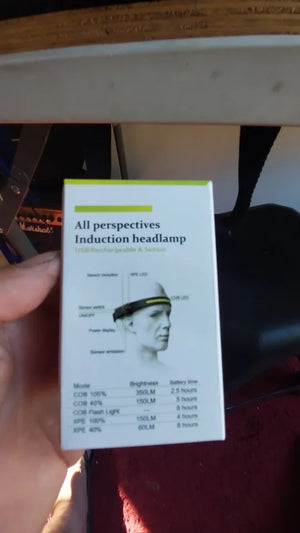 Marshall
All perspectives
Induction headlamp
USB Rechargeable & Sensor
Sensor reception
XPE LED
COB LED
Sensor switch
ON/OFF
Power display
Sensor emission
Mode Brightness Battery time
COB 100% 350LM 2.5 hours
COB 40% 150LM 5 hours
COB Flash Light --- 8 hours
XPE 100% 150LM 4 hours
XPE 40% 60LM 8 hours